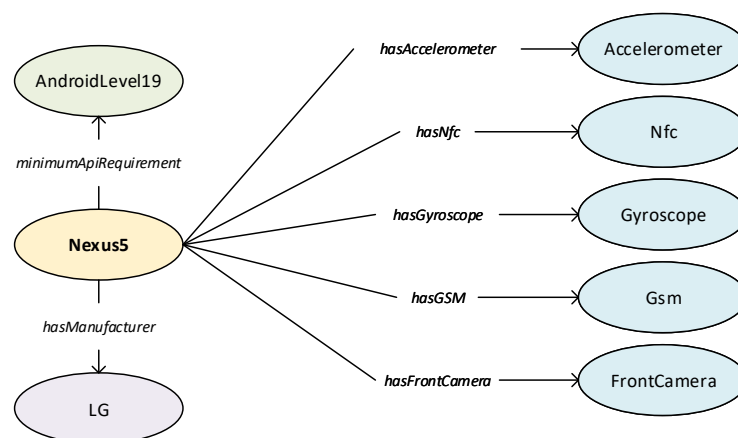 hasAccelerometer
Accelerometer
AndroidLevel19
hasNfc
Nfc
minimumApiRequirement
hasGyroscope
Gyroscope
Nexus5
hasGSM
Gsm
hasManufacturer
hasFrontCamera
FrontCamera
LG